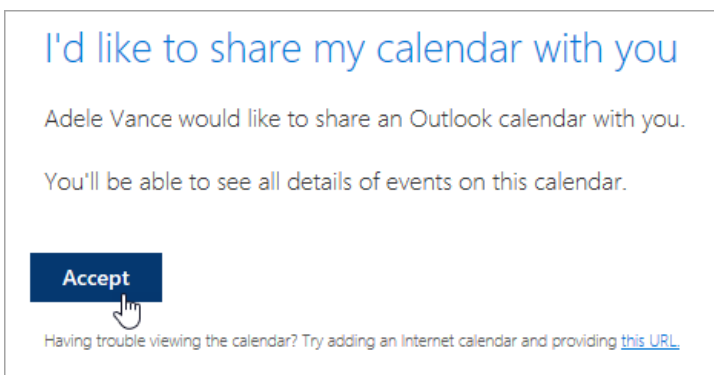 I'd like to share my calendar with you
Adele Vance would like to share an Outlook calendar with you.
You'll be able to see all details of events on this calendar.
Accept
Having trouble viewing the calendar? Try adding an Internet calendar and providing this URL.